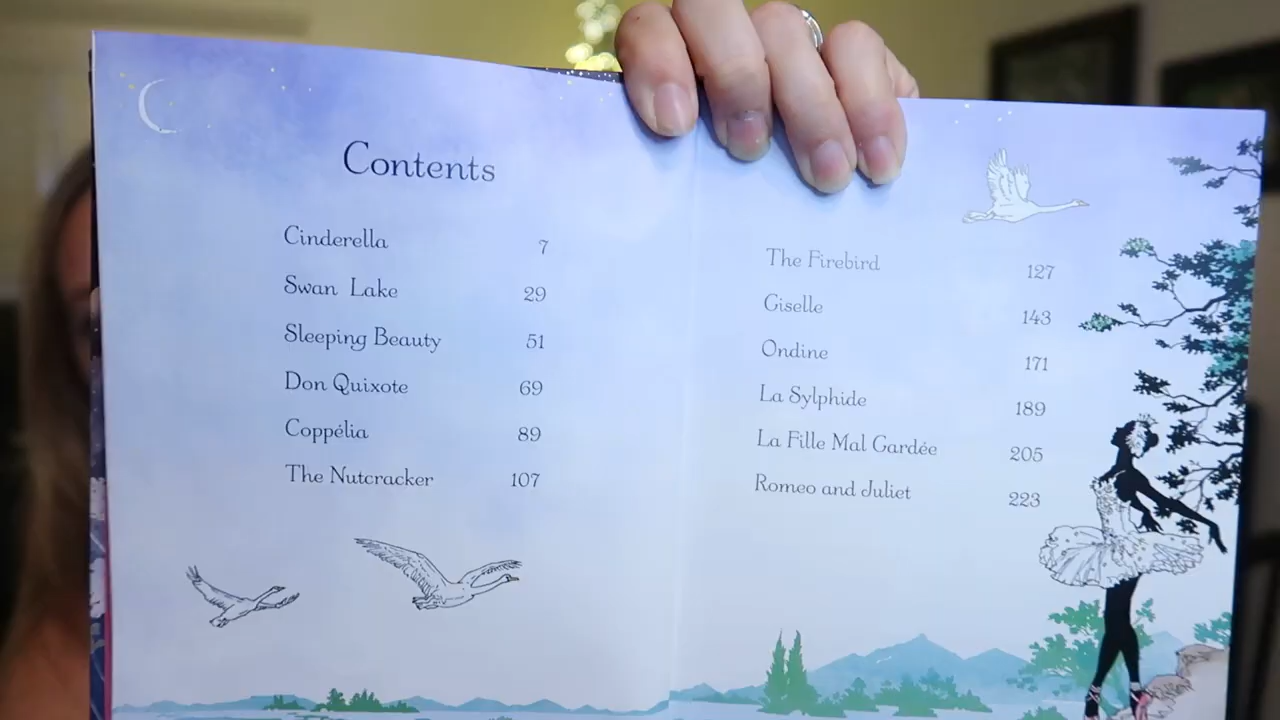 Contents
Cinderella 7
Swan Lake 29
Sleeping Beauty 51
Don Quixote 69
Coppélia 89
The Nutcracker 107
The Firebird 127
Giselle 143
Ondine 171
La Sylphide 189
La Fille Mal Gardée 205
Romeo and Juliet 223